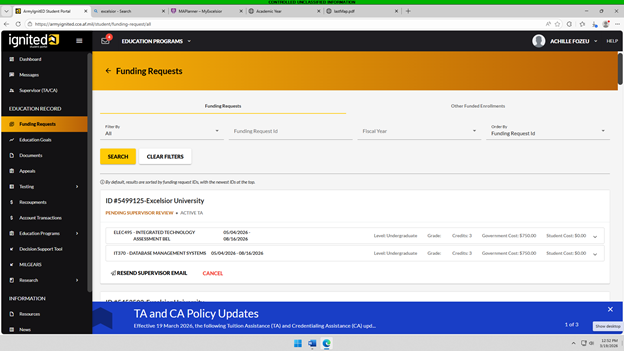 CONTROLLED UNCLASSIFIED INFORMATION
ArmyIgnitED Student Portal
excelsior - Search
MAPlanner – MyExcelsior
Academic Year
JanMap.pdf
https://armyignited.cce.af.mil/student/funding-request/all
ignitED
student portal
4
EDUCATION PROGRAMS
ACHILLE FOZEU
HELP
Dashboard
Messages
Supervisor (TA/CA)
EDUCATION RECORD
Funding Requests
Education Goals
Documents
Appeals
Testing
Recoupments
Account Transactions
Education Programs
Decision Support Tool
MILGEARS
Research
INFORMATION
Resources
News
Funding Requests
Funding Requests
Other Funded Enrollments
Filter By
All
Funding Request Id
Fiscal Year
Order By
Funding Request Id
SEARCH
CLEAR FILTERS
By default, results are sorted by funding request IDs, with the newest IDs at the top.
ID #5499125-Excelsior University
PENDING SUPERVISOR REVIEW • ACTIVE TA
ELEC495 - INTEGRATED TECHNOLOGY ASSESSMENT BEL 05/04/2026 - 08/16/2026 Level: Undergraduate Grade: Credits: 3 Government Cost: $750.00 Student Cost: $0.00
IT370 - DATABASE MANAGEMENT SYSTEMS 05/04/2026 - 08/16/2026 Level: Undergraduate Grade: Credits: 3 Government Cost: $750.00 Student Cost: $0.00
RESEND SUPERVISOR EMAIL
CANCEL
TA and CA Policy Updates
Effective 19 March 2026, the following Tuition Assistance (TA) and Credentialing Assistance (CA) upd...
1 of 3
Show desktop
12:52 PM